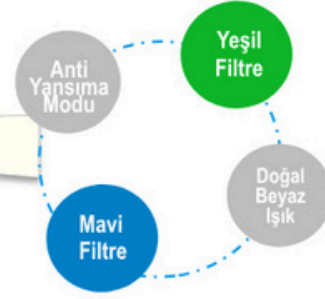 Yeşil
Filtre
Anti
Yansıma
Modu
Doğal
Beyaz
Işık
Mavi
Filtre